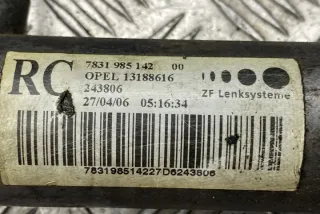 RC
7831 985 142 00
OPEL 13188616
243806
27/04/06 05:16:34
ZF Lenksysteme
783198514227D6243806